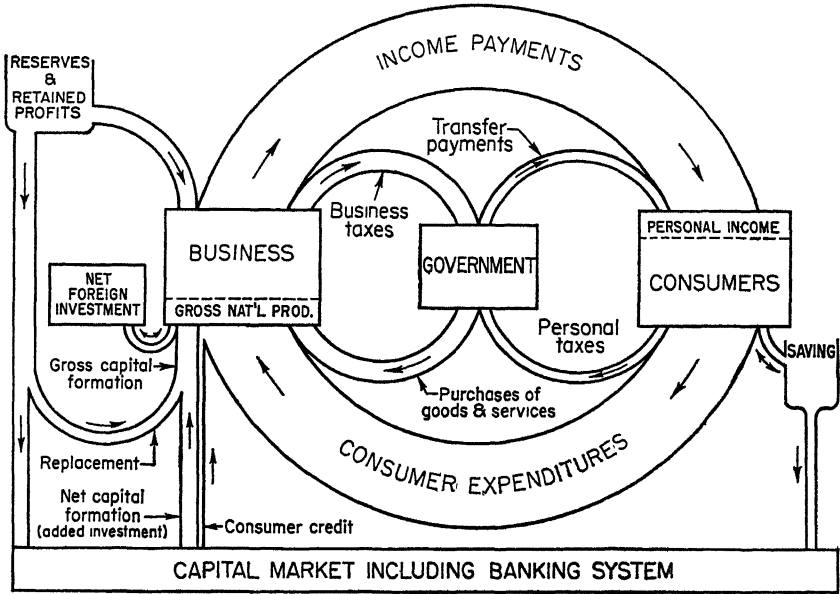 INCOME PAYMENTS
RESERVES
&
RETAINED
PROFITS
Transfer
payments
Business
taxes
BUSINESS
GROSS NAT'L PROD.
GOVERNMENT
PERSONAL INCOME
CONSUMERS
NET
FOREIGN
INVESTMENT
Personal
taxes
SAVING
Gross capital
formation
Purchases of
goods & services
CONSUMER EXPENDITURES
Replacement
Net capital
formation
(added investment)
Consumer credit
CAPITAL MARKET INCLUDING BANKING SYSTEM